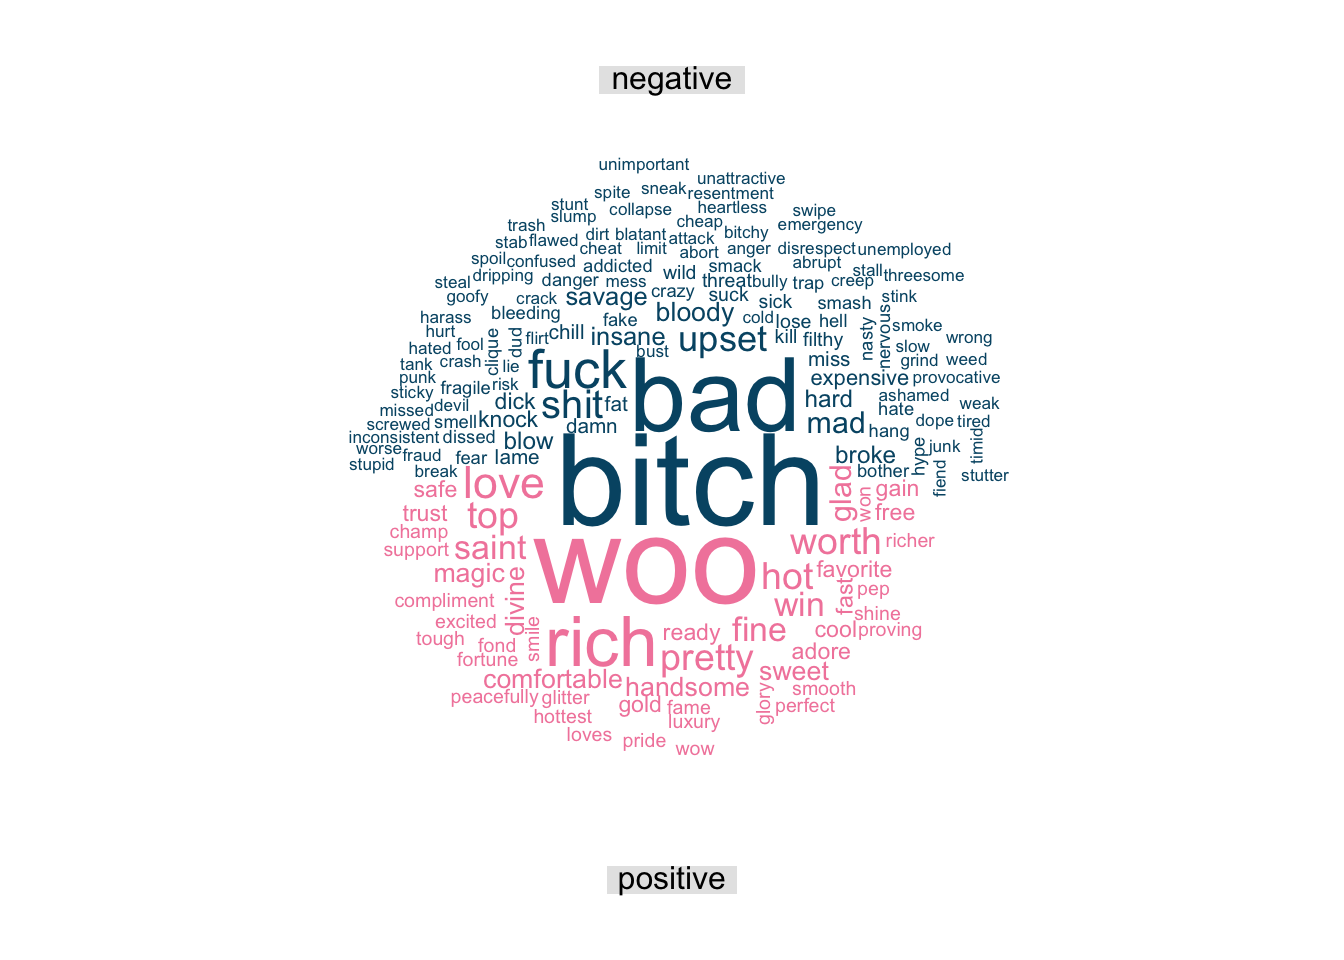 negative
unimportant
unattractive
spite sneak resentment
stunt collapse heartless swipe
trash slump cheap emergency
stab flawed dirt blatant attack bitchy
cheat limit abort anger disrespect unemployed
spoil confused addicted wild smack abrupt stall threesome
steal dripping danger mess threat bully trap creep
goofy crack savage crazy suck sick smash stink
harass bleeding fake bloody cold lose hell nervous smoke
hurt clique dud flirt chill insane upset kill filthy nasty wrong
hated fool bust slow
tank crash lie fuck bad miss grind weed
punk fragile risk expensive provocative
sticky devil dick shit fat hard ashamed weak
missed hate
screwed smell knock damn mad hang dope tired
inconsistent dissed blow bitch hype junk timid
worse fraud fear lame broke
stupid break bother fiend stutter
safe love glad won gain
trust top free
champ
support saint woo worth richer
magic hot favorite
compliment divine win fast pep
excited shine
tough fond smile rich ready fine cool proving
fortune pretty adore
comfortable handsome sweet
peacefully glitter gold fame glory smooth
hottest luxury perfect
loves pride wow
positive